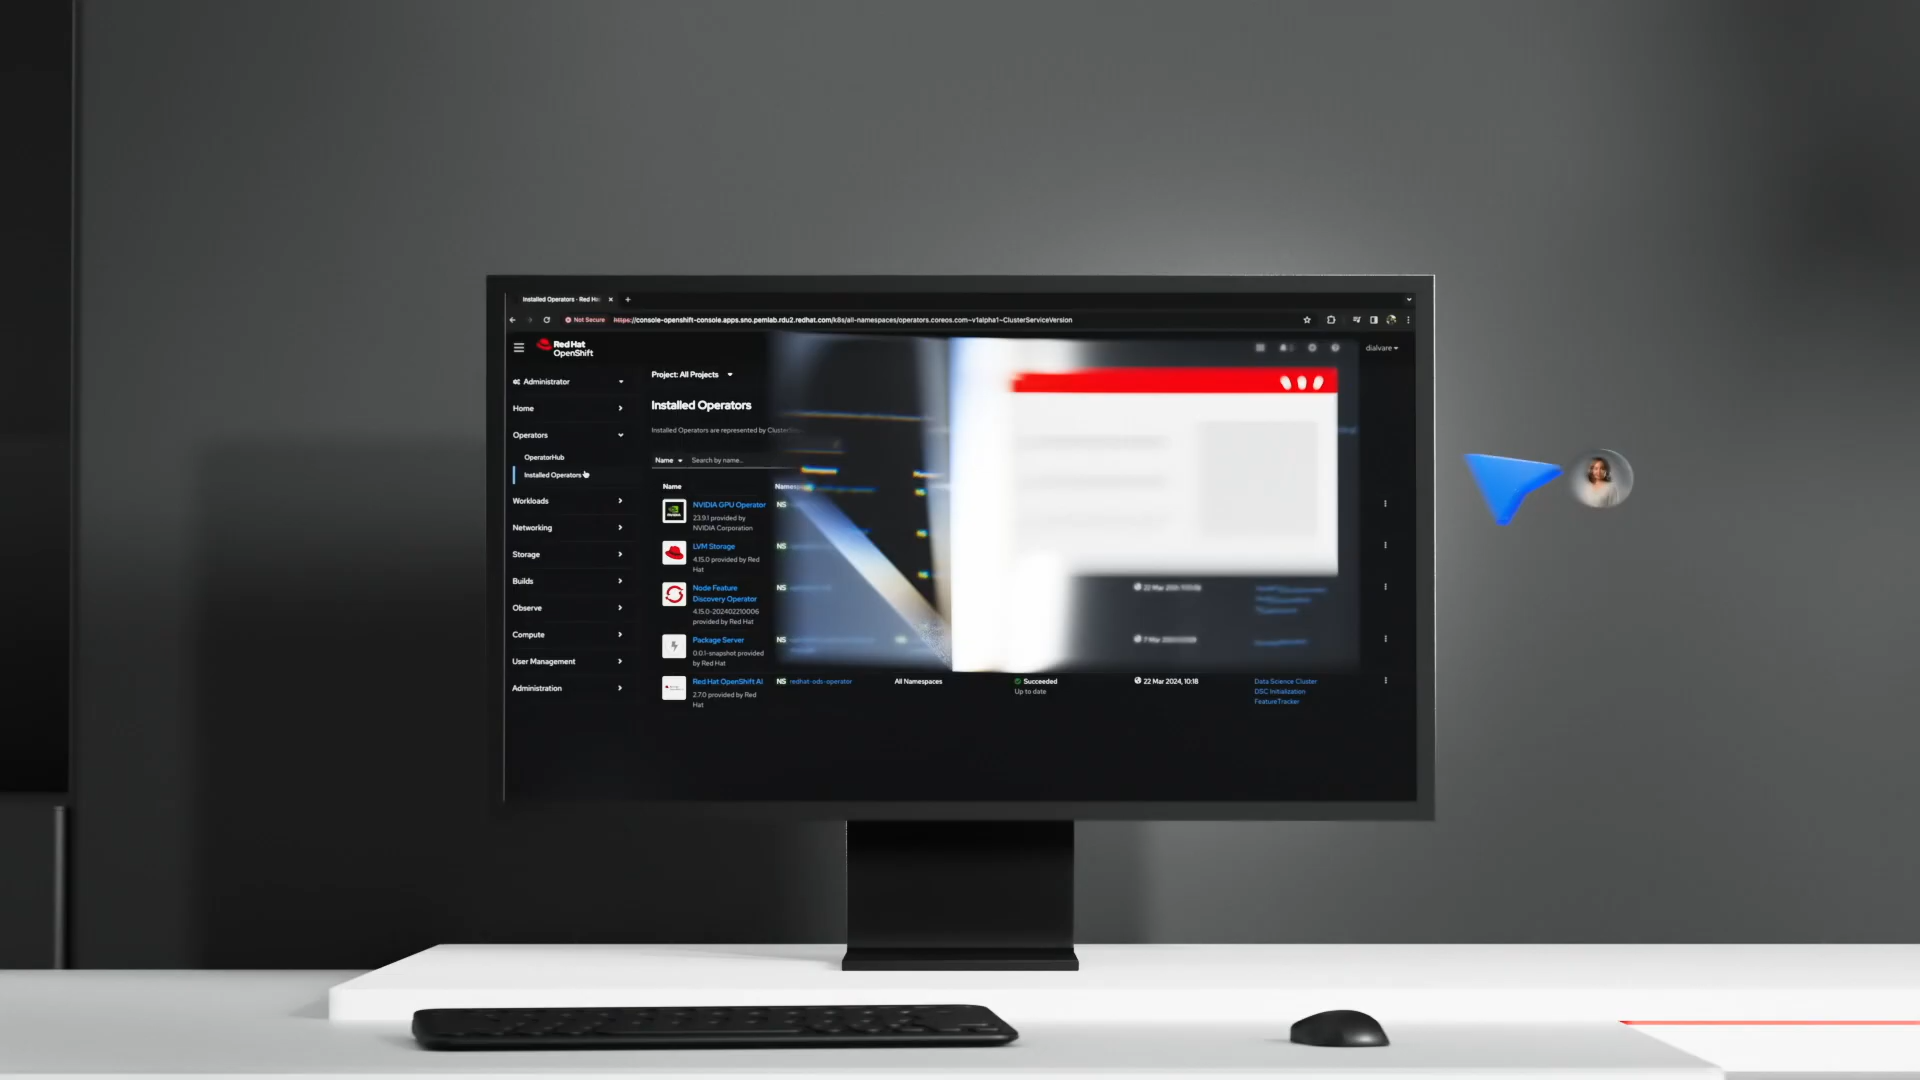 Installed Operators - Red Ha
Not Secure https://console-openshift-console.apps.sno.pemlab.rdu2.redhat.com/k8s/all-namespaces/operators.coreos.com~v1alpha1~ClusterServiceVersion
Red Hat
OpenShift
dialvare
Administrator
Home
Operators
OperatorHub
Installed Operators
Workloads
Networking
Storage
Builds
Observe
Compute
User Management
Administration
Project: All Projects
Installed Operators
Installed Operators are represented by
Name Search by name...
Name
NVIDIA GPU Operator NS
23.9.1 provided by
NVIDIA Corporation
LVM Storage NS
4.15.0 provided by Red
Hat
Node Feature NS
Discovery Operator
4.15.0-202402210006
provided by Red Hat
Package Server NS
0.0.1-snapshot provided
by Red Hat
Red Hat OpenShift AI NS redhat-ods-operator All Namespaces Succeeded 22 Mar 2024, 10:18 Data Science Cluster
2.7.0 provided by Red Up to date DSC Initialization
Hat FeatureTracker